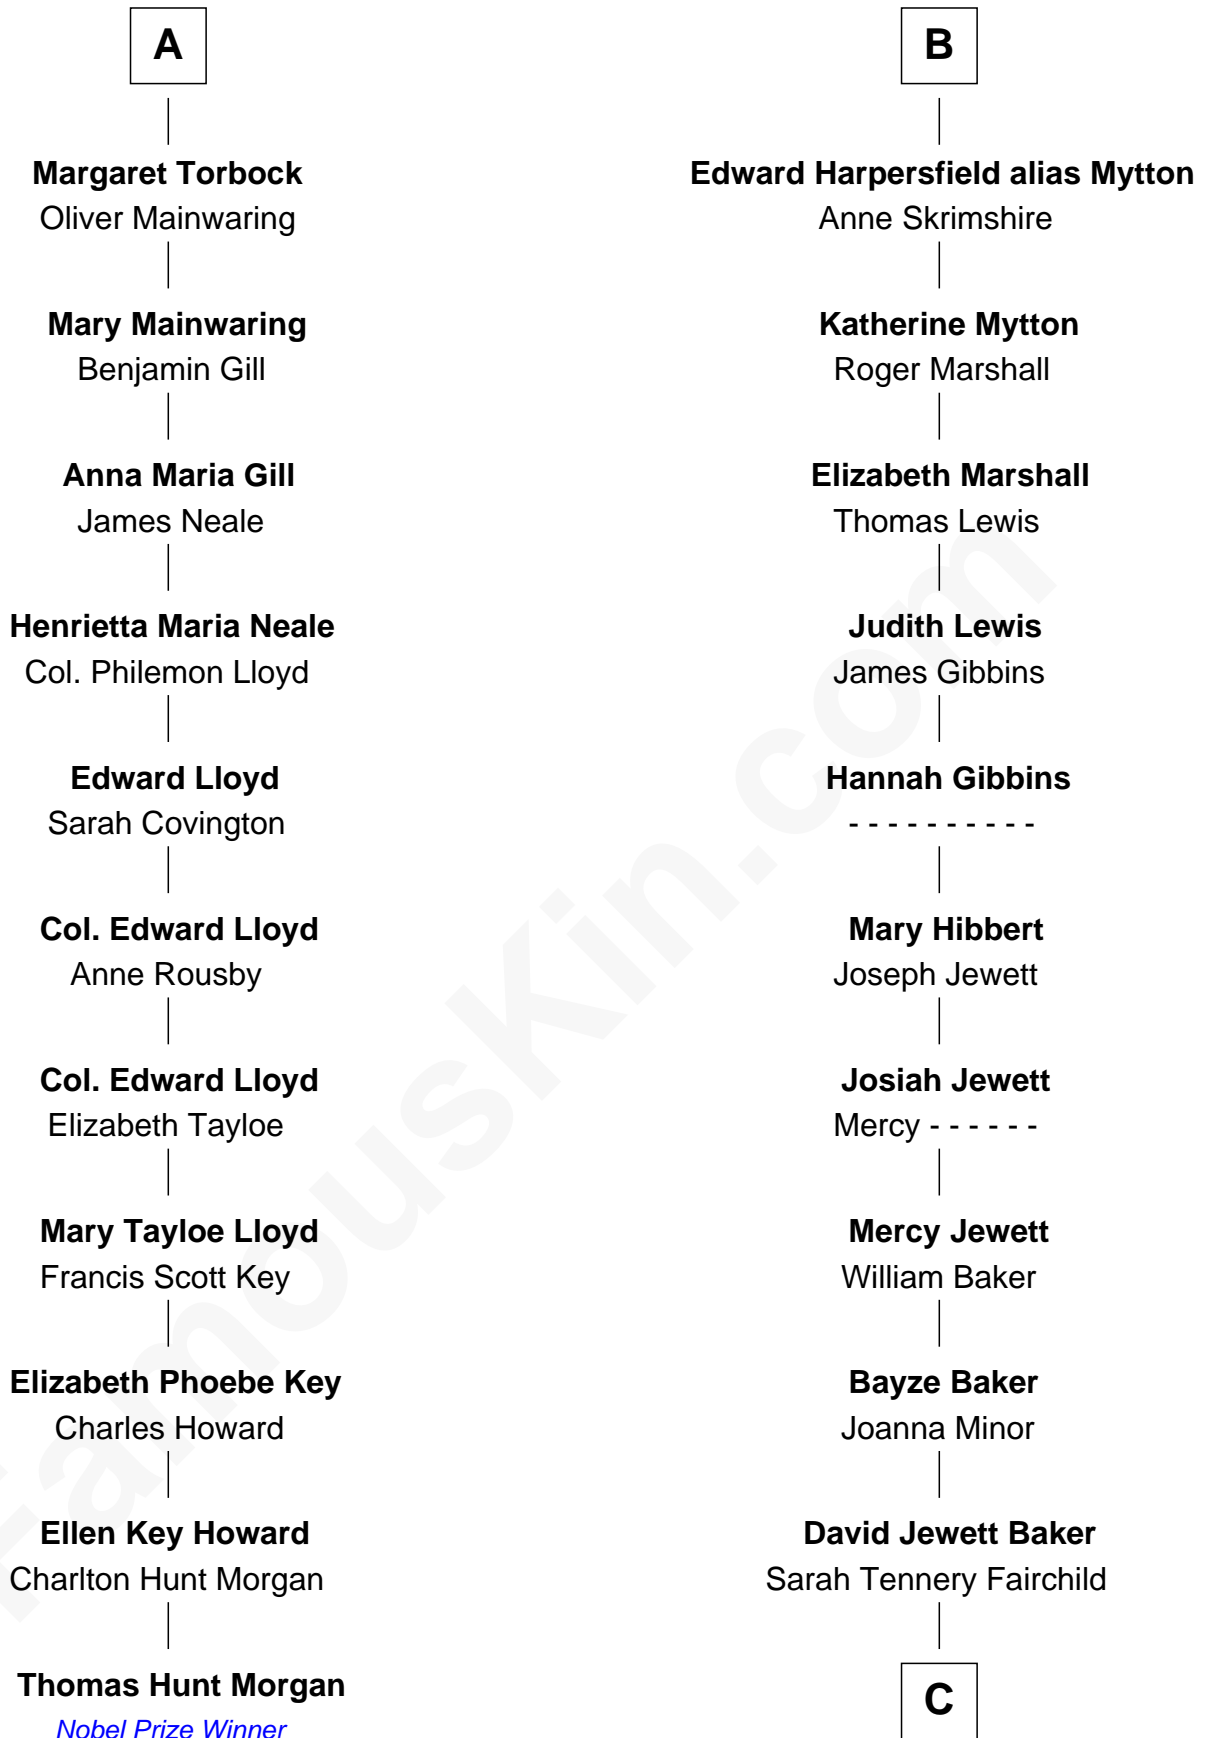 A
Margaret Torbock
Oliver Mainwaring
Mary Mainwaring
Benjamin Gill
Anna Maria Gill
James Neale
Henrietta Maria Neale
Col. Philemon Lloyd
Edward Lloyd
Sarah Covington
Col. Edward Lloyd
Anne Rousby
Col. Edward Lloyd
Elizabeth Tayloe
Mary Tayloe Lloyd
Francis Scott Key
Elizabeth Phoebe Key
Charles Howard
Ellen Key Howard
Charlton Hunt Morgan
Thomas Hunt Morgan
Nobel Prize Winner
B
Edward Harpersfield alias Mytton
Anne Skrimshire
Katherine Mytton
Roger Marshall
Elizabeth Marshall
Thomas Lewis
Judith Lewis
James Gibbins
Hannah Gibbins
- - - - - - - - - -
Mary Hibbert
Joseph Jewett
Josiah Jewett
Mercy - - - - - -
Mercy Jewett
William Baker
Bayze Baker
Joanna Minor
David Jewett Baker
Sarah Tennery Fairchild
C
FamousKin.com